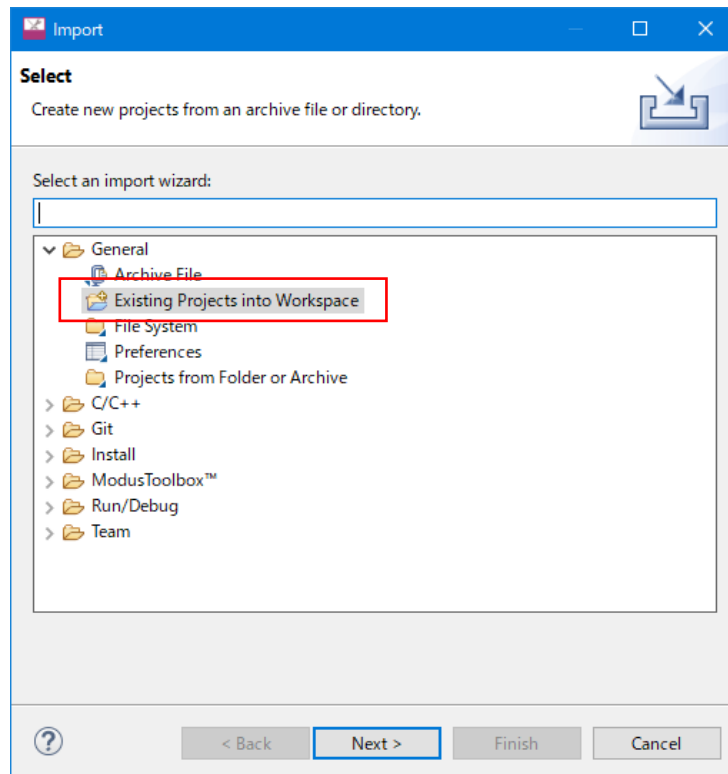 Import
Select
Create new projects from an archive file or directory.
Select an import wizard:
General
Archive File
Existing Projects into Workspace
File System
Preferences
Projects from Folder or Archive
C/C++
Git
Install
ModusToolbox™
Run/Debug
Team
?
< Back
Next >
Finish
Cancel